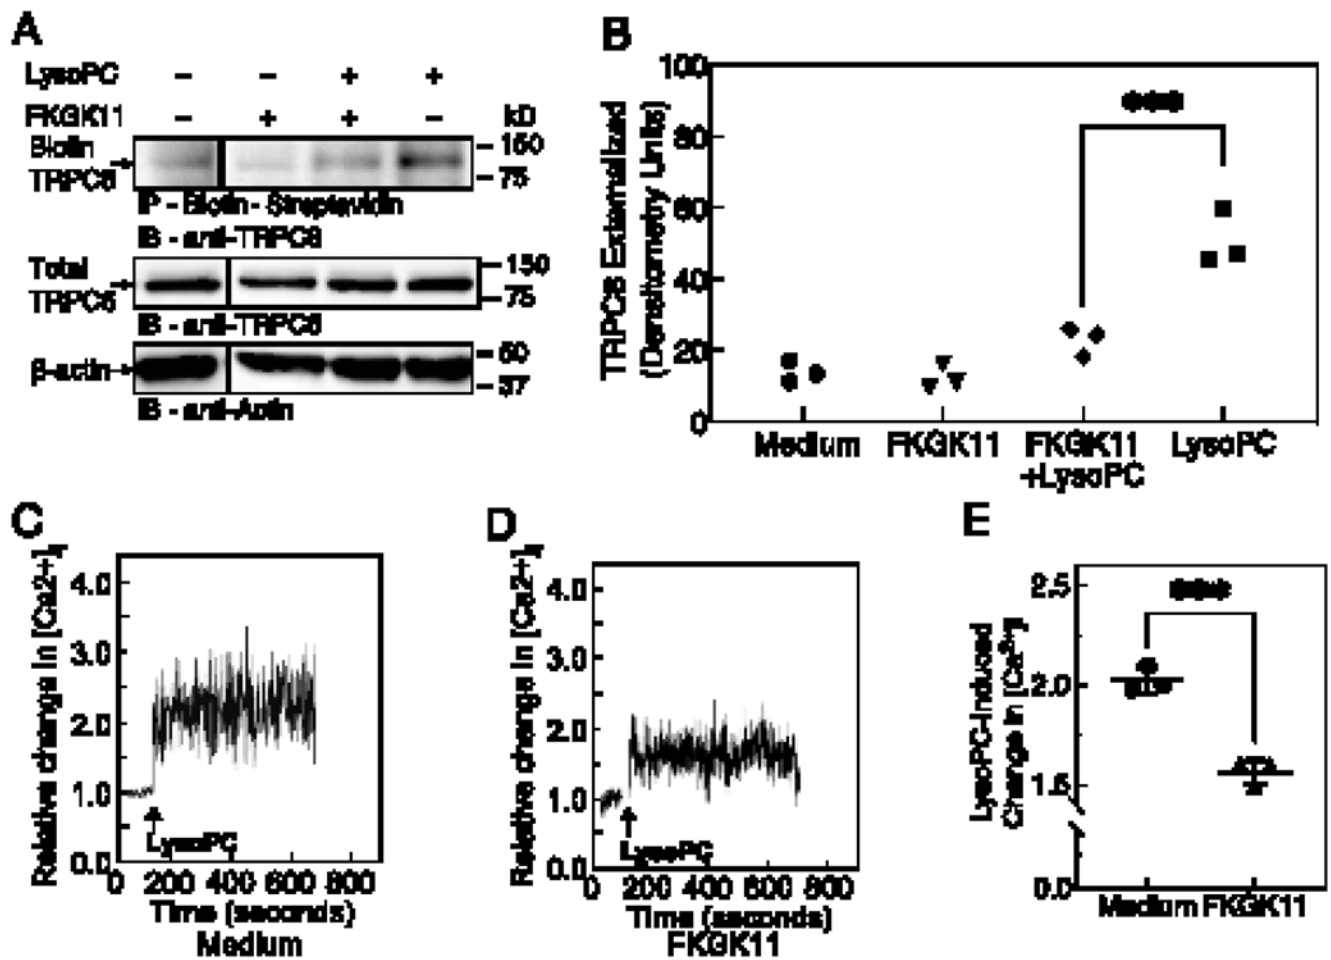 A
LysoPC - - + +
FKGK11 - + + - kD
Biotin
TRPC6
150
75
IP - Biotin - Streptavidin
IB - anti-TRPC6
Total
TRPC6
150
75
IB - anti-TRPC6
β-actin
50
37
IB - anti-Actin
B
TRPC6 Externalized
(Densitometry Units)
100
80
60
40
20
0
Medium FKGK11 FKGK11 LysoPC
+LysoPC
C
Relative change in [Ca2+]i
4.0
3.0
2.0
1.0
0.0
LysoPC
0 200 400 600 800
Time (seconds)
Medium
D
Relative change in [Ca2+]i
4.0
3.0
2.0
1.0
0.0
LysoPC
0 200 400 600 800
Time (seconds)
FKGK11
E
LysoPC-Induced
Change in [Ca2+]i
2.5
2.0
1.5
0.0
Medium FKGK11